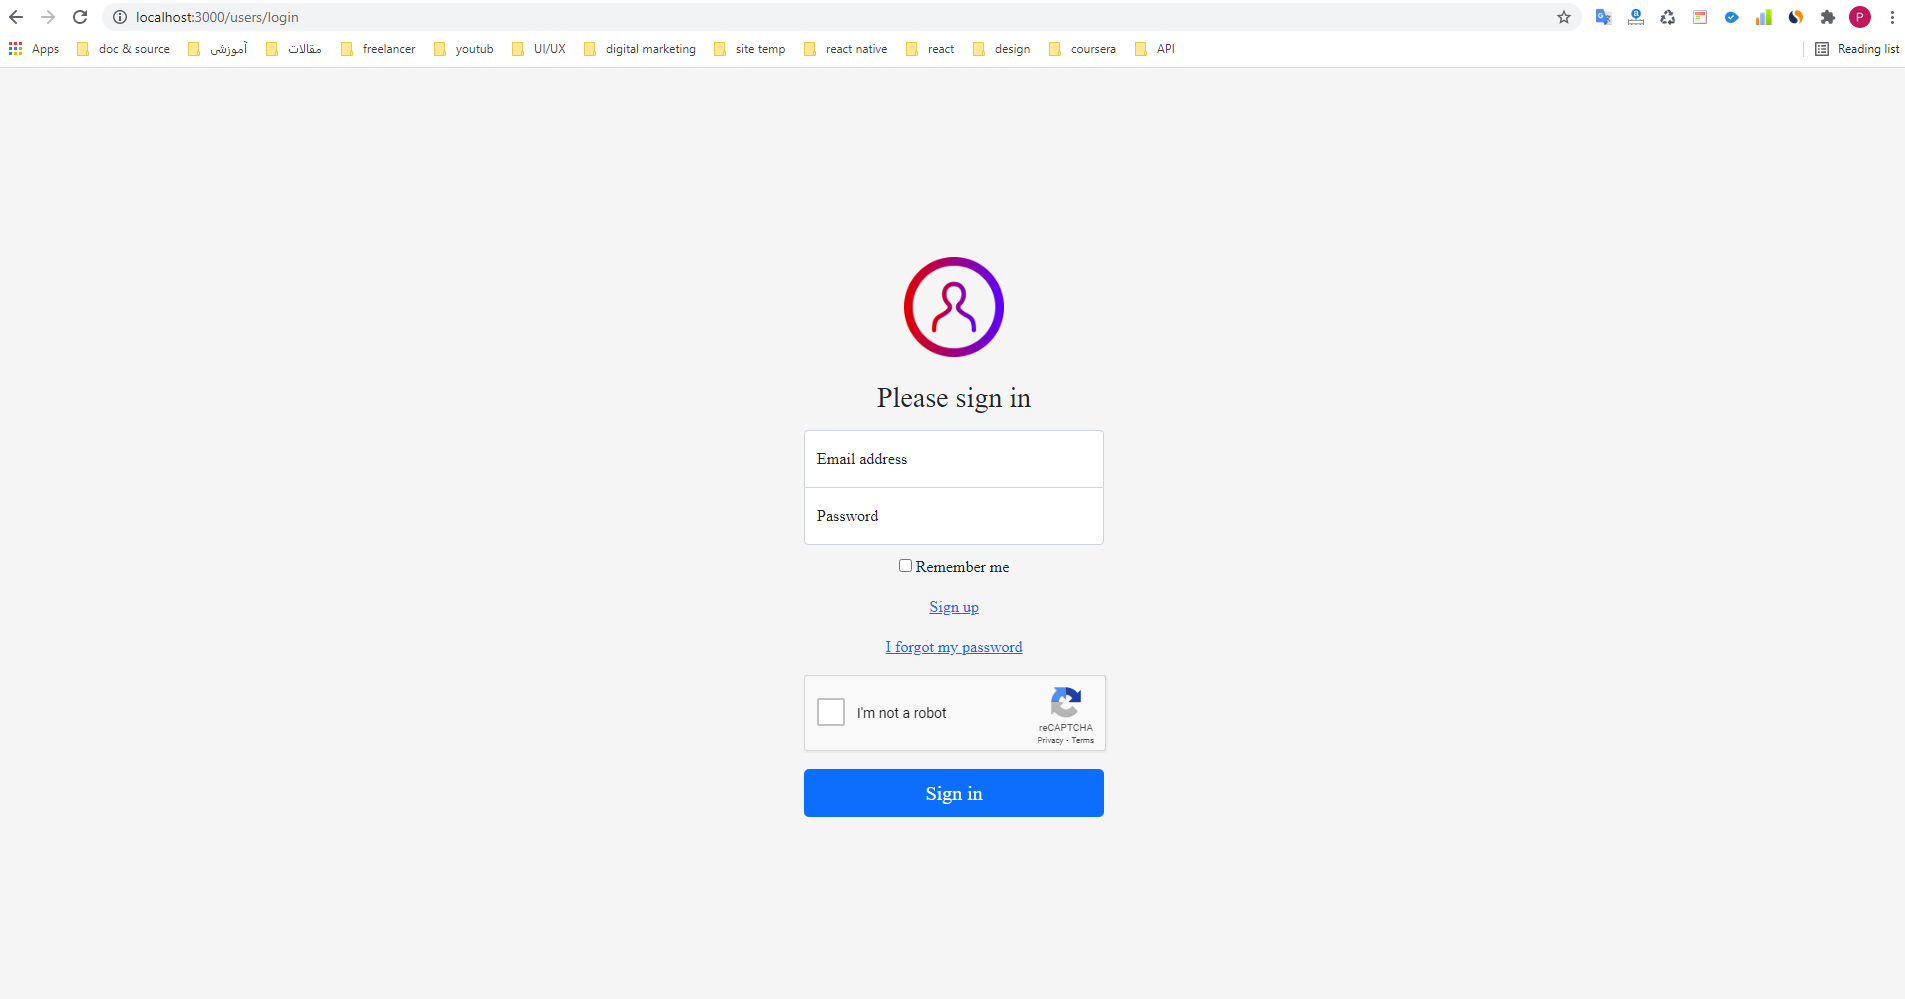 localhost:3000/users/login
P
Apps doc & source آموزشی مقالات freelancer youtub UI/UX digital marketing site temp react native react design coursera API Reading list
Please sign in
Email address
Password
Remember me
Sign up
I forgot my password
I'm not a robot
reCAPTCHA
Privacy - Terms
Sign in